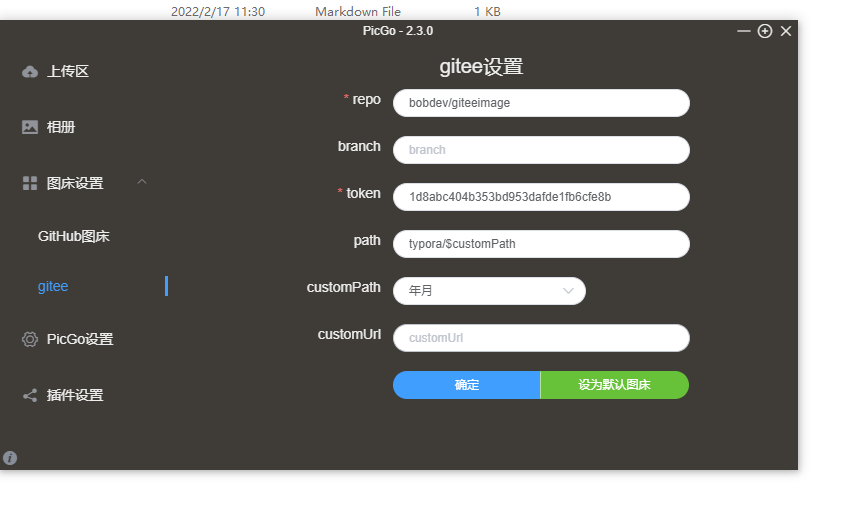 2022/2/17 11:30 Markdown File 1 KB
PicGo - 2.3.0
上传区
相册
图床设置
GitHub图床
gitee
PicGo设置
插件设置
gitee设置
* repo bobdev/giteeimage
branch branch
* token 1d8abc404b353bd953dafde1fb6cfe8b
path typora/$customPath
customPath 年月
customUrl customUrl
确定 设为默认图床